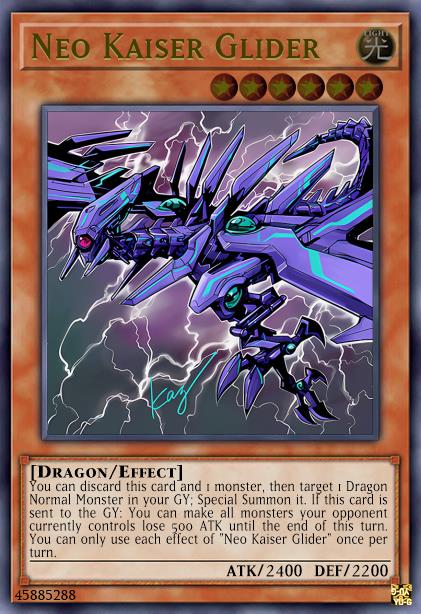 Neo Kaiser Glider
LIGHT
光
Kaz
[Dragon/Effect]
You can discard this card and 1 monster, then target 1 Dragon
Normal Monster in your GY; Special Summon it. If this card is
sent to the GY: You can make all monsters your opponent
currently controls lose 500 ATK until the end of this turn.
You can only use each effect of "Neo Kaiser Glider" once per
turn.
ATK/2400 DEF/2200
45885288